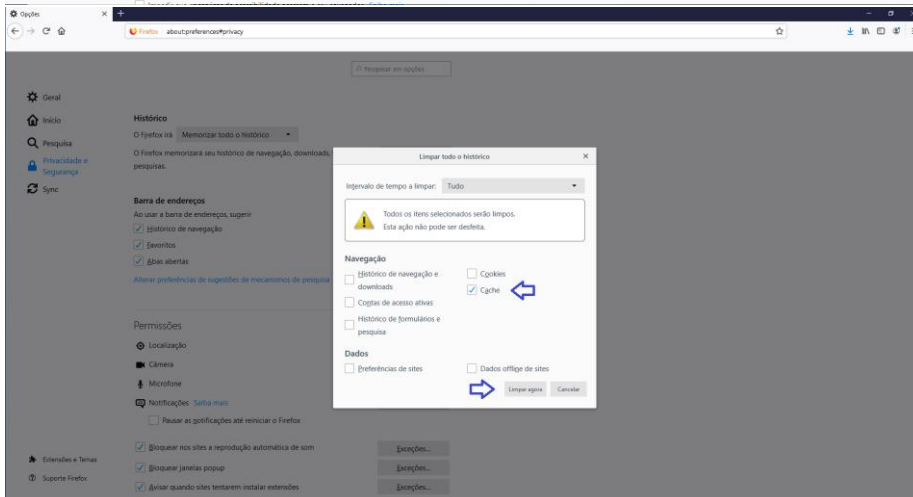 Opções
Firefox about:preferences#privacy
Pesquisar em opções
Geral
Início
Pesquisa
Privacidade e
Segurança
Sync
Extensões e Temas
Suporte Firefox
Histórico
O Firefox irá Memorizar todo o histórico
O Firefox memorizará seu histórico de navegação, downloads,
pesquisas.
Barra de endereços
Ao usar a barra de endereços, sugerir
Histórico de navegação
Favoritos
Abas abertas
Alterar preferências de sugestões de mecanismos de pesquisa
Permissões
Localização
Câmera
Microfone
Notificações Saiba mais
Pausar as notificações até reiniciar o Firefox
Bloquear nos sites a reprodução automática de som Exceções...
Bloquear janelas popup Exceções...
Avisar quando sites tentarem instalar extensões Exceções...
Limpar todo o histórico
Intervalo de tempo a limpar: Tudo
Todos os itens selecionados serão limpos.
Esta ação não pode ser desfeita.
Navegação
Histórico de navegação e
downloads
Cookies
Cache
Contas de acesso ativas
Histórico de formulários e
pesquisa
Dados
Preferências de sites
Dados offline de sites
Limpar agora Cancelar